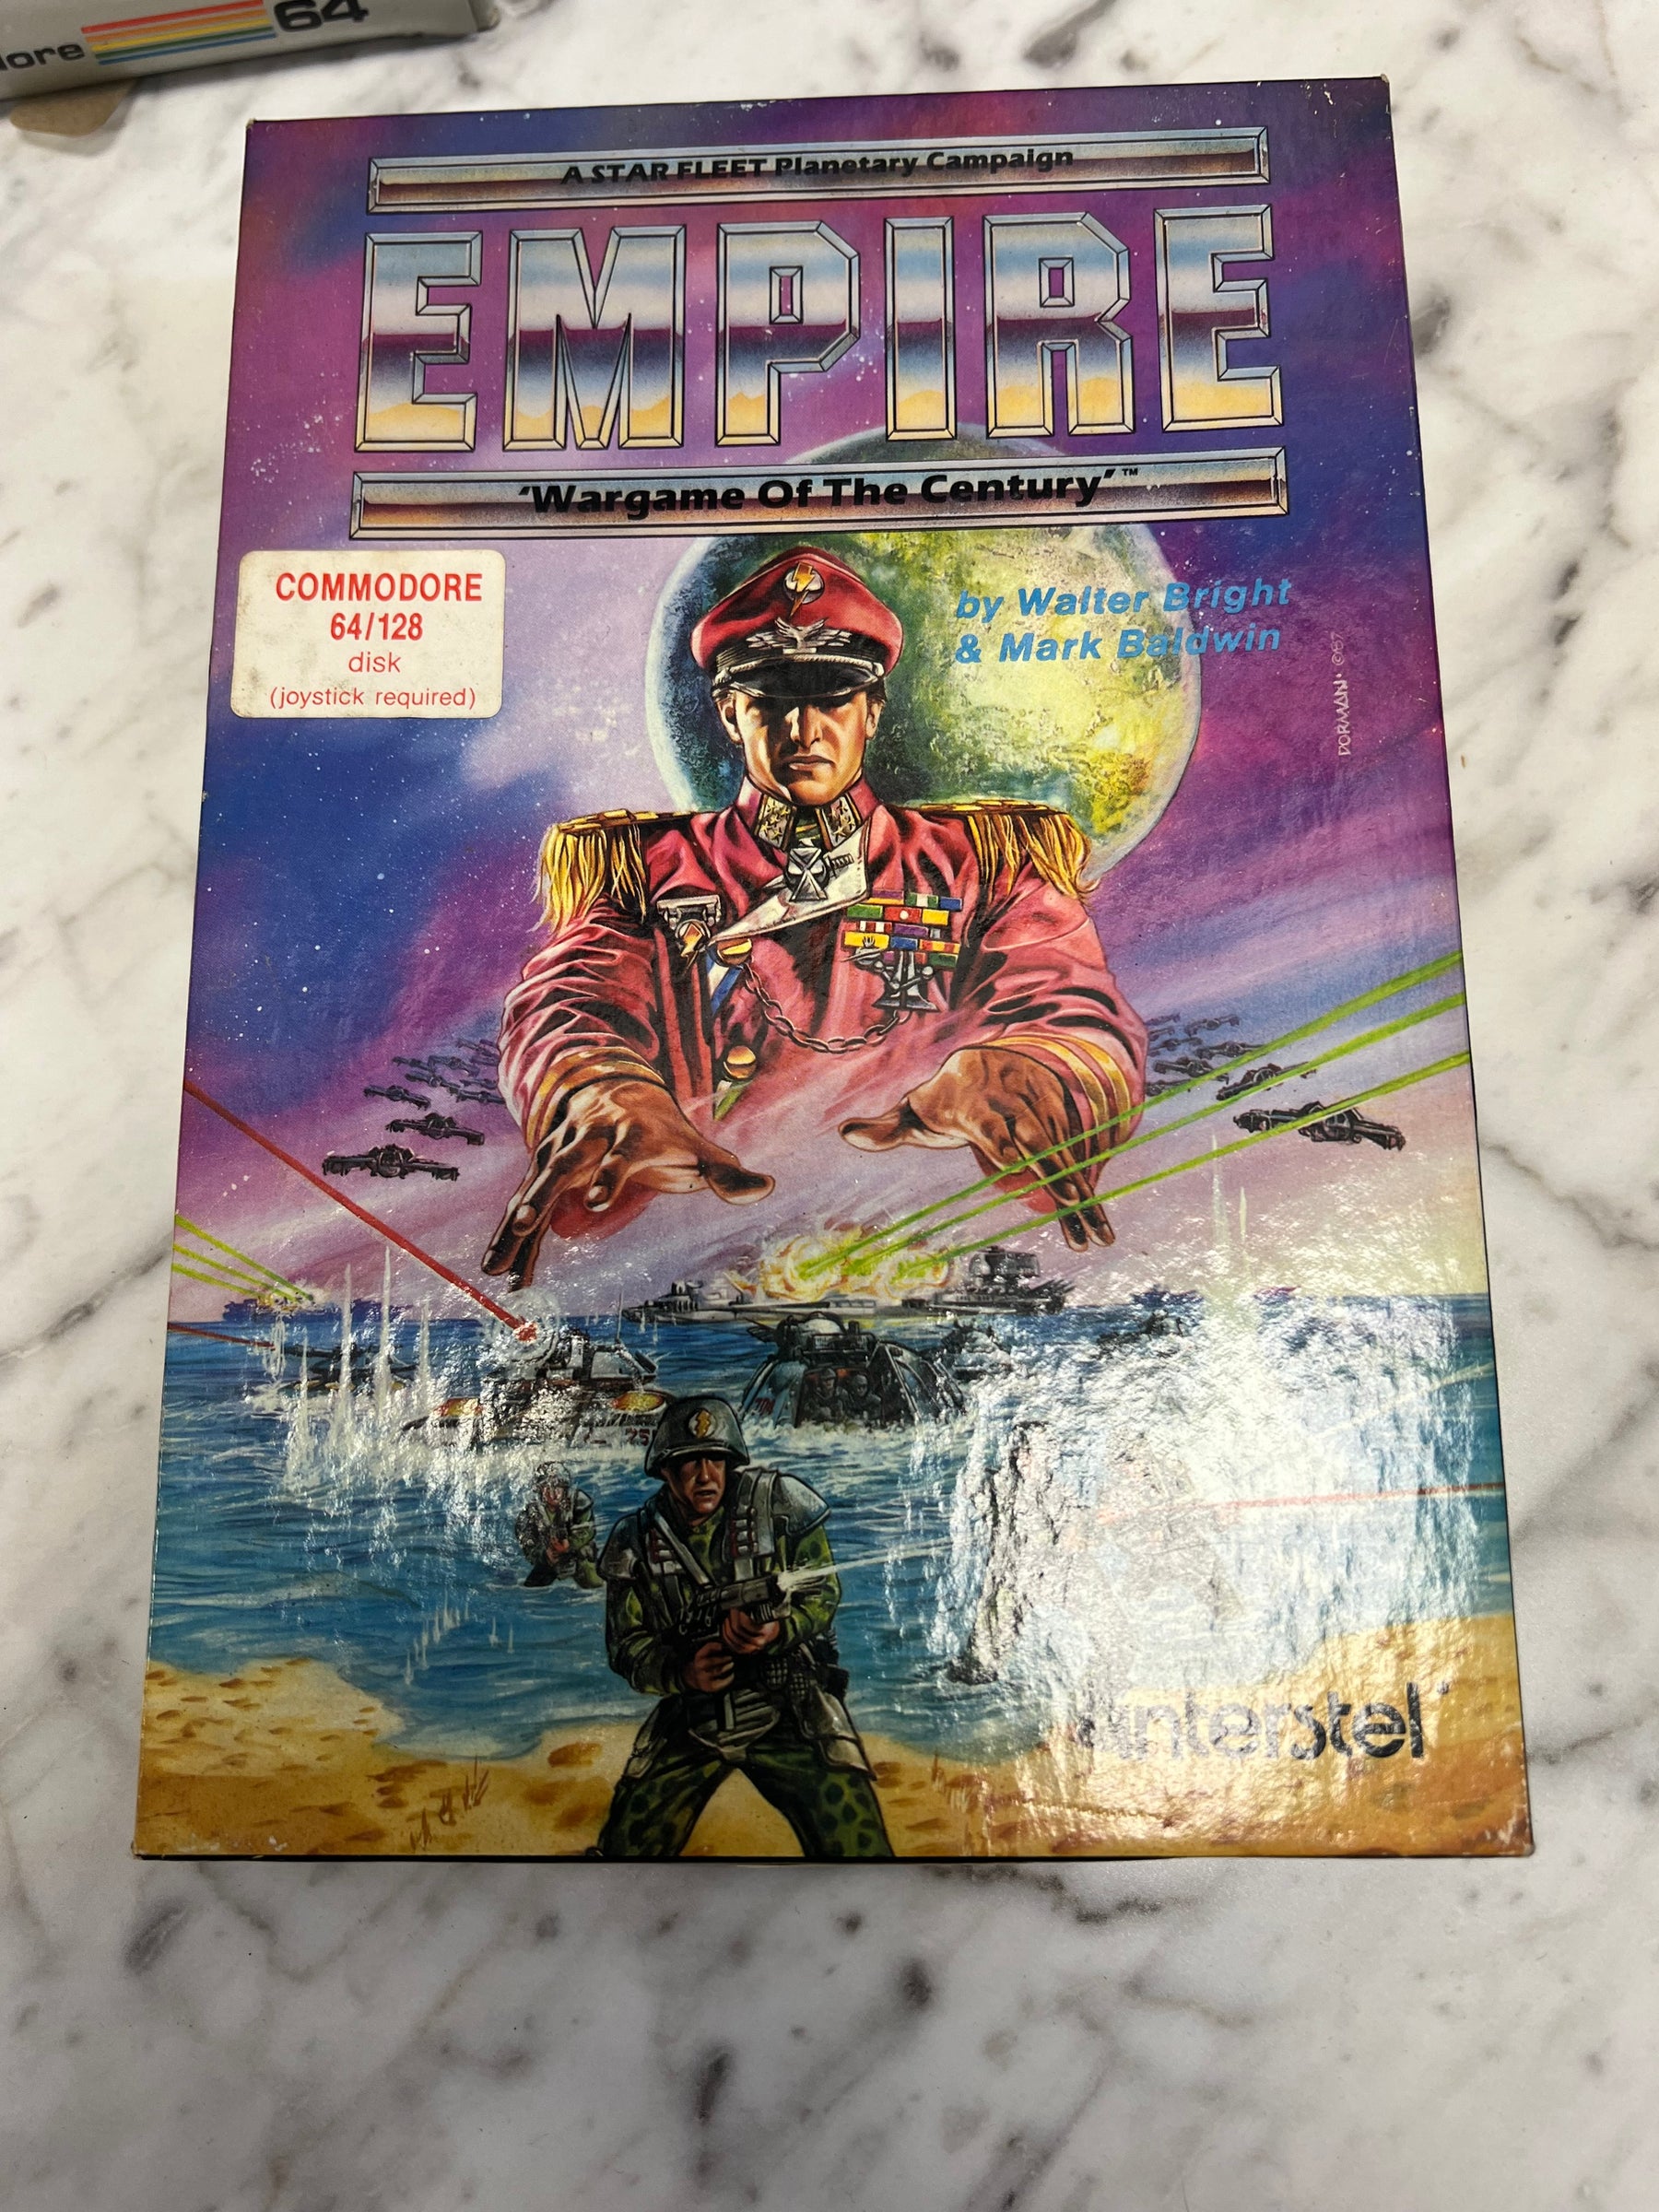 64
A STAR FLEET Planetary Campaign
EMPIRE
'Wargame Of The Century' ™
COMMODORE
64/128
disk
(joystick required)
by Walter Bright
& Mark Baldwin
DORMAN. ©87
interstel